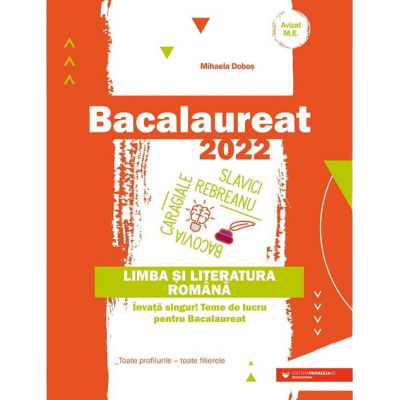 Avizat
M.E.
Mihaela Doboș
Bacalaureat
2022
SLAVICI
REBREANU
CARAGIALE
BACOVIA
LIMBA ȘI LITERATURA
ROMÂNĂ
Învață singur! Teme de lucru
pentru Bacalaureat
_Toate profilurile – toate filierele
EDITURA PARALELA 45
EDUCAȚIONAL